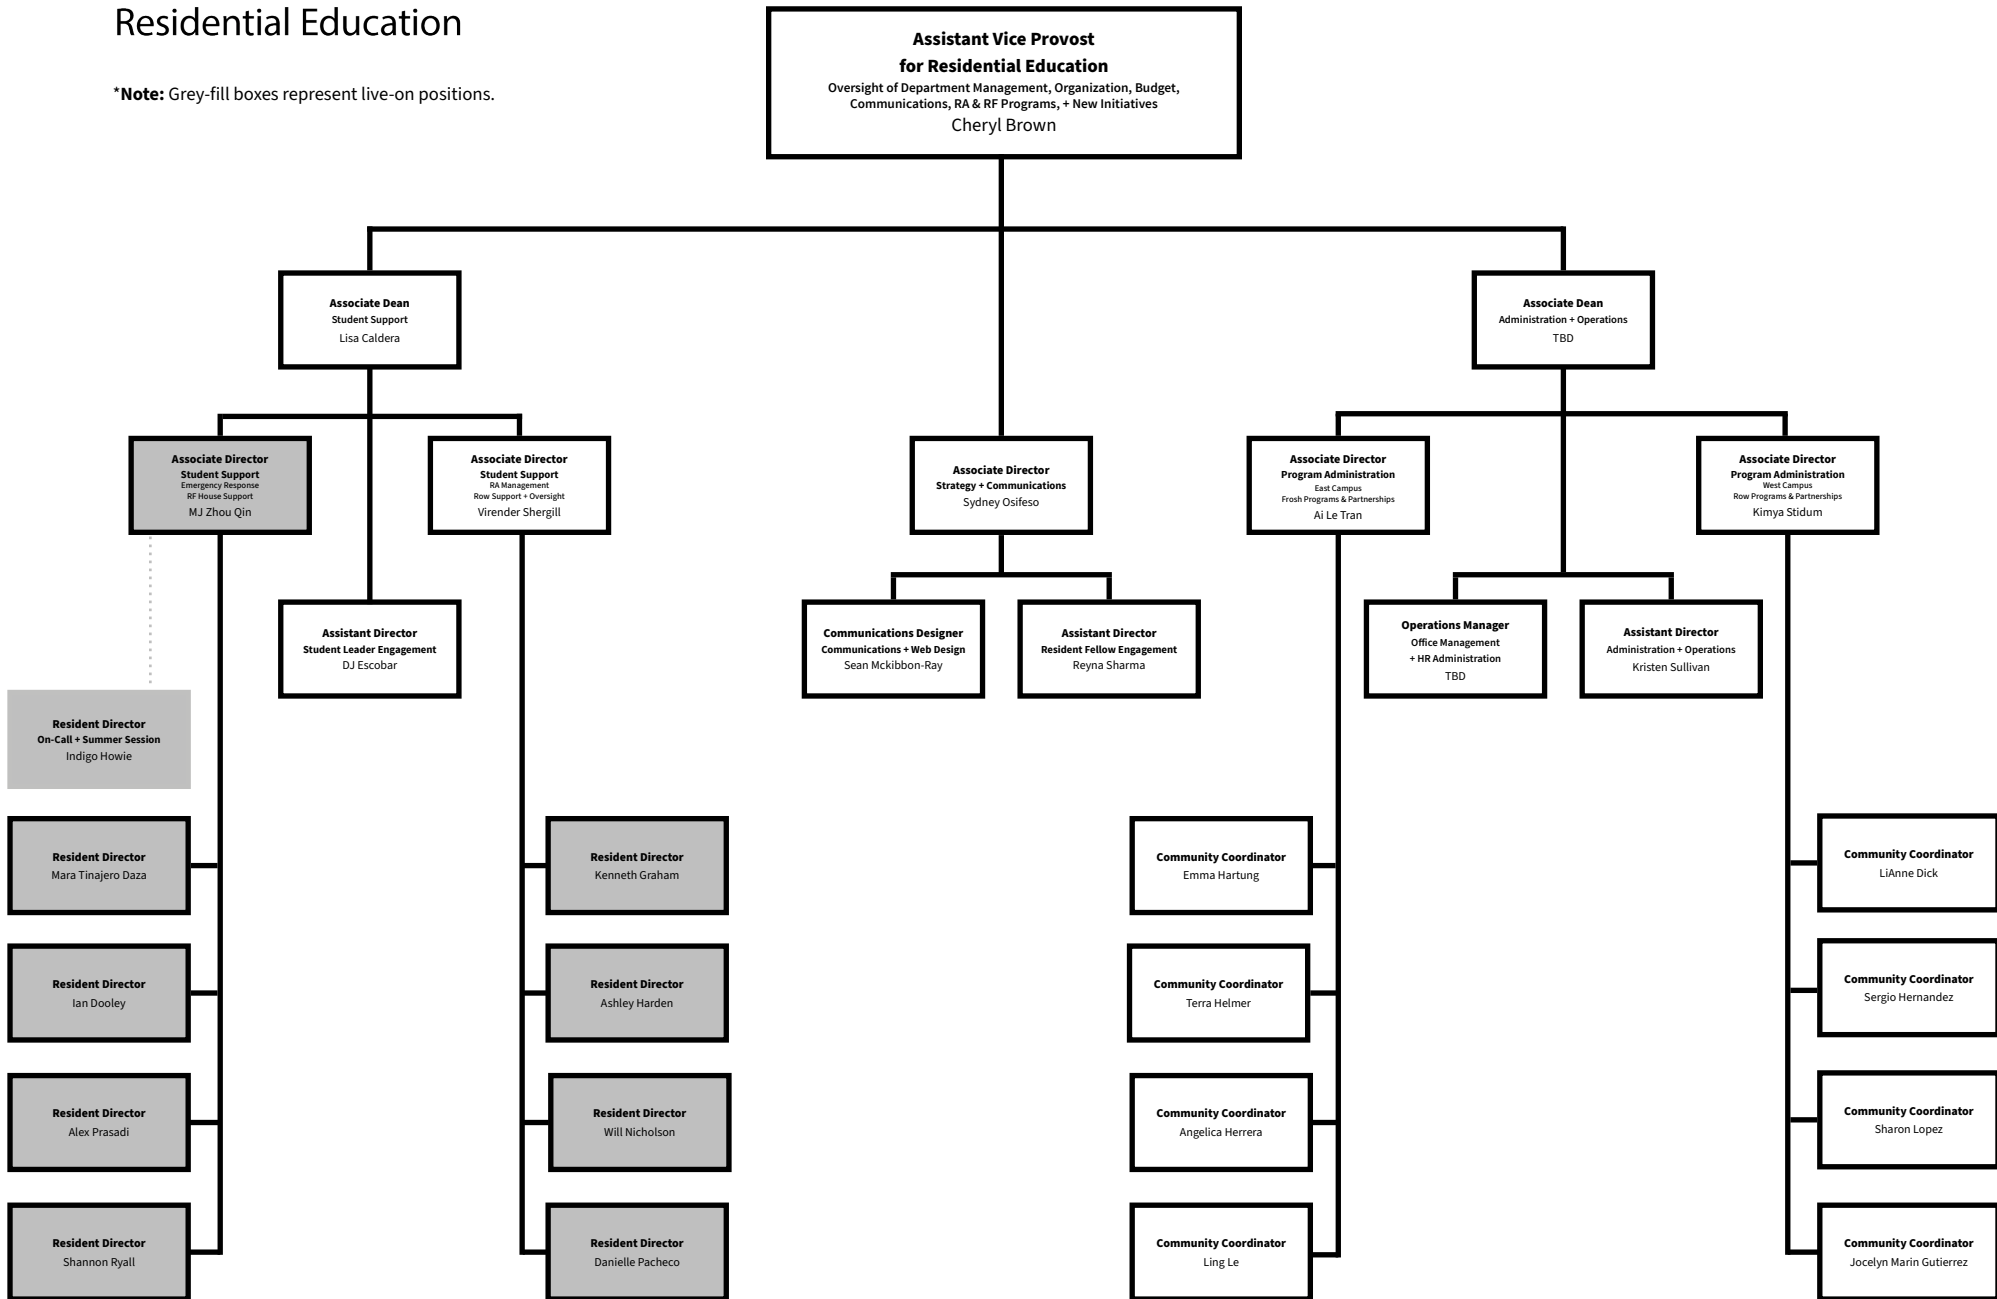 Residential Education
*Note: Grey-fill boxes represent live-on positions.
Assistant Vice Provost
for Residential Education
Oversight of Department Management, Organization, Budget,
Communications, RA & RF Programs, + New Initiatives
Cheryl Brown
Associate Dean
Student Support
Lisa Caldera
Associate Dean
Administration + Operations
TBD
Associate Director
Student Support
Emergency Response
RF House Support
MJ Zhou Qin
Associate Director
Student Support
RA Management
Row Support + Oversight
Virender Shergill
Associate Director
Strategy + Communications
Sydney Osifeso
Associate Director
Program Administration
East Campus
Frosh Programs & Partnerships
Ai Le Tran
Associate Director
Program Administration
West Campus
Row Programs & Partnerships
Kimya Stidum
Assistant Director
Student Leader Engagement
DJ Escobar
Communications Designer
Communications + Web Design
Sean Mckibbon-Ray
Assistant Director
Resident Fellow Engagement
Reyna Sharma
Operations Manager
Office Management
+ HR Administration
TBD
Assistant Director
Administration + Operations
Kristen Sullivan
Resident Director
On-Call + Summer Session
Indigo Howie
Resident Director
Mara Tinajero Daza
Resident Director
Kenneth Graham
Community Coordinator
Emma Hartung
Community Coordinator
LiAnne Dick
Resident Director
Ian Dooley
Resident Director
Ashley Harden
Community Coordinator
Terra Helmer
Community Coordinator
Sergio Hernandez
Resident Director
Alex Prasadi
Resident Director
Will Nicholson
Community Coordinator
Angelica Herrera
Community Coordinator
Sharon Lopez
Resident Director
Shannon Ryall
Resident Director
Danielle Pacheco
Community Coordinator
Ling Le
Community Coordinator
Jocelyn Marin Gutierrez